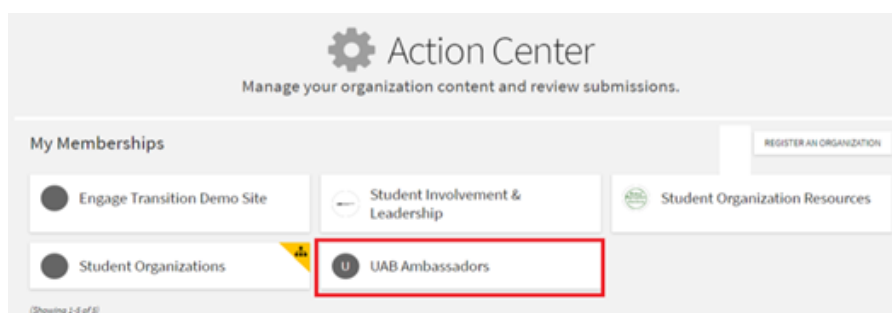 Action Center
Manage your organization content and review submissions.
My Memberships
REGISTER AN ORGANIZATION
Engage Transition Demo Site
Student Involvement &
Leadership
Student Organization Resources
Student Organizations
U
UAB Ambassadors
(Showing 1-5 of 5)